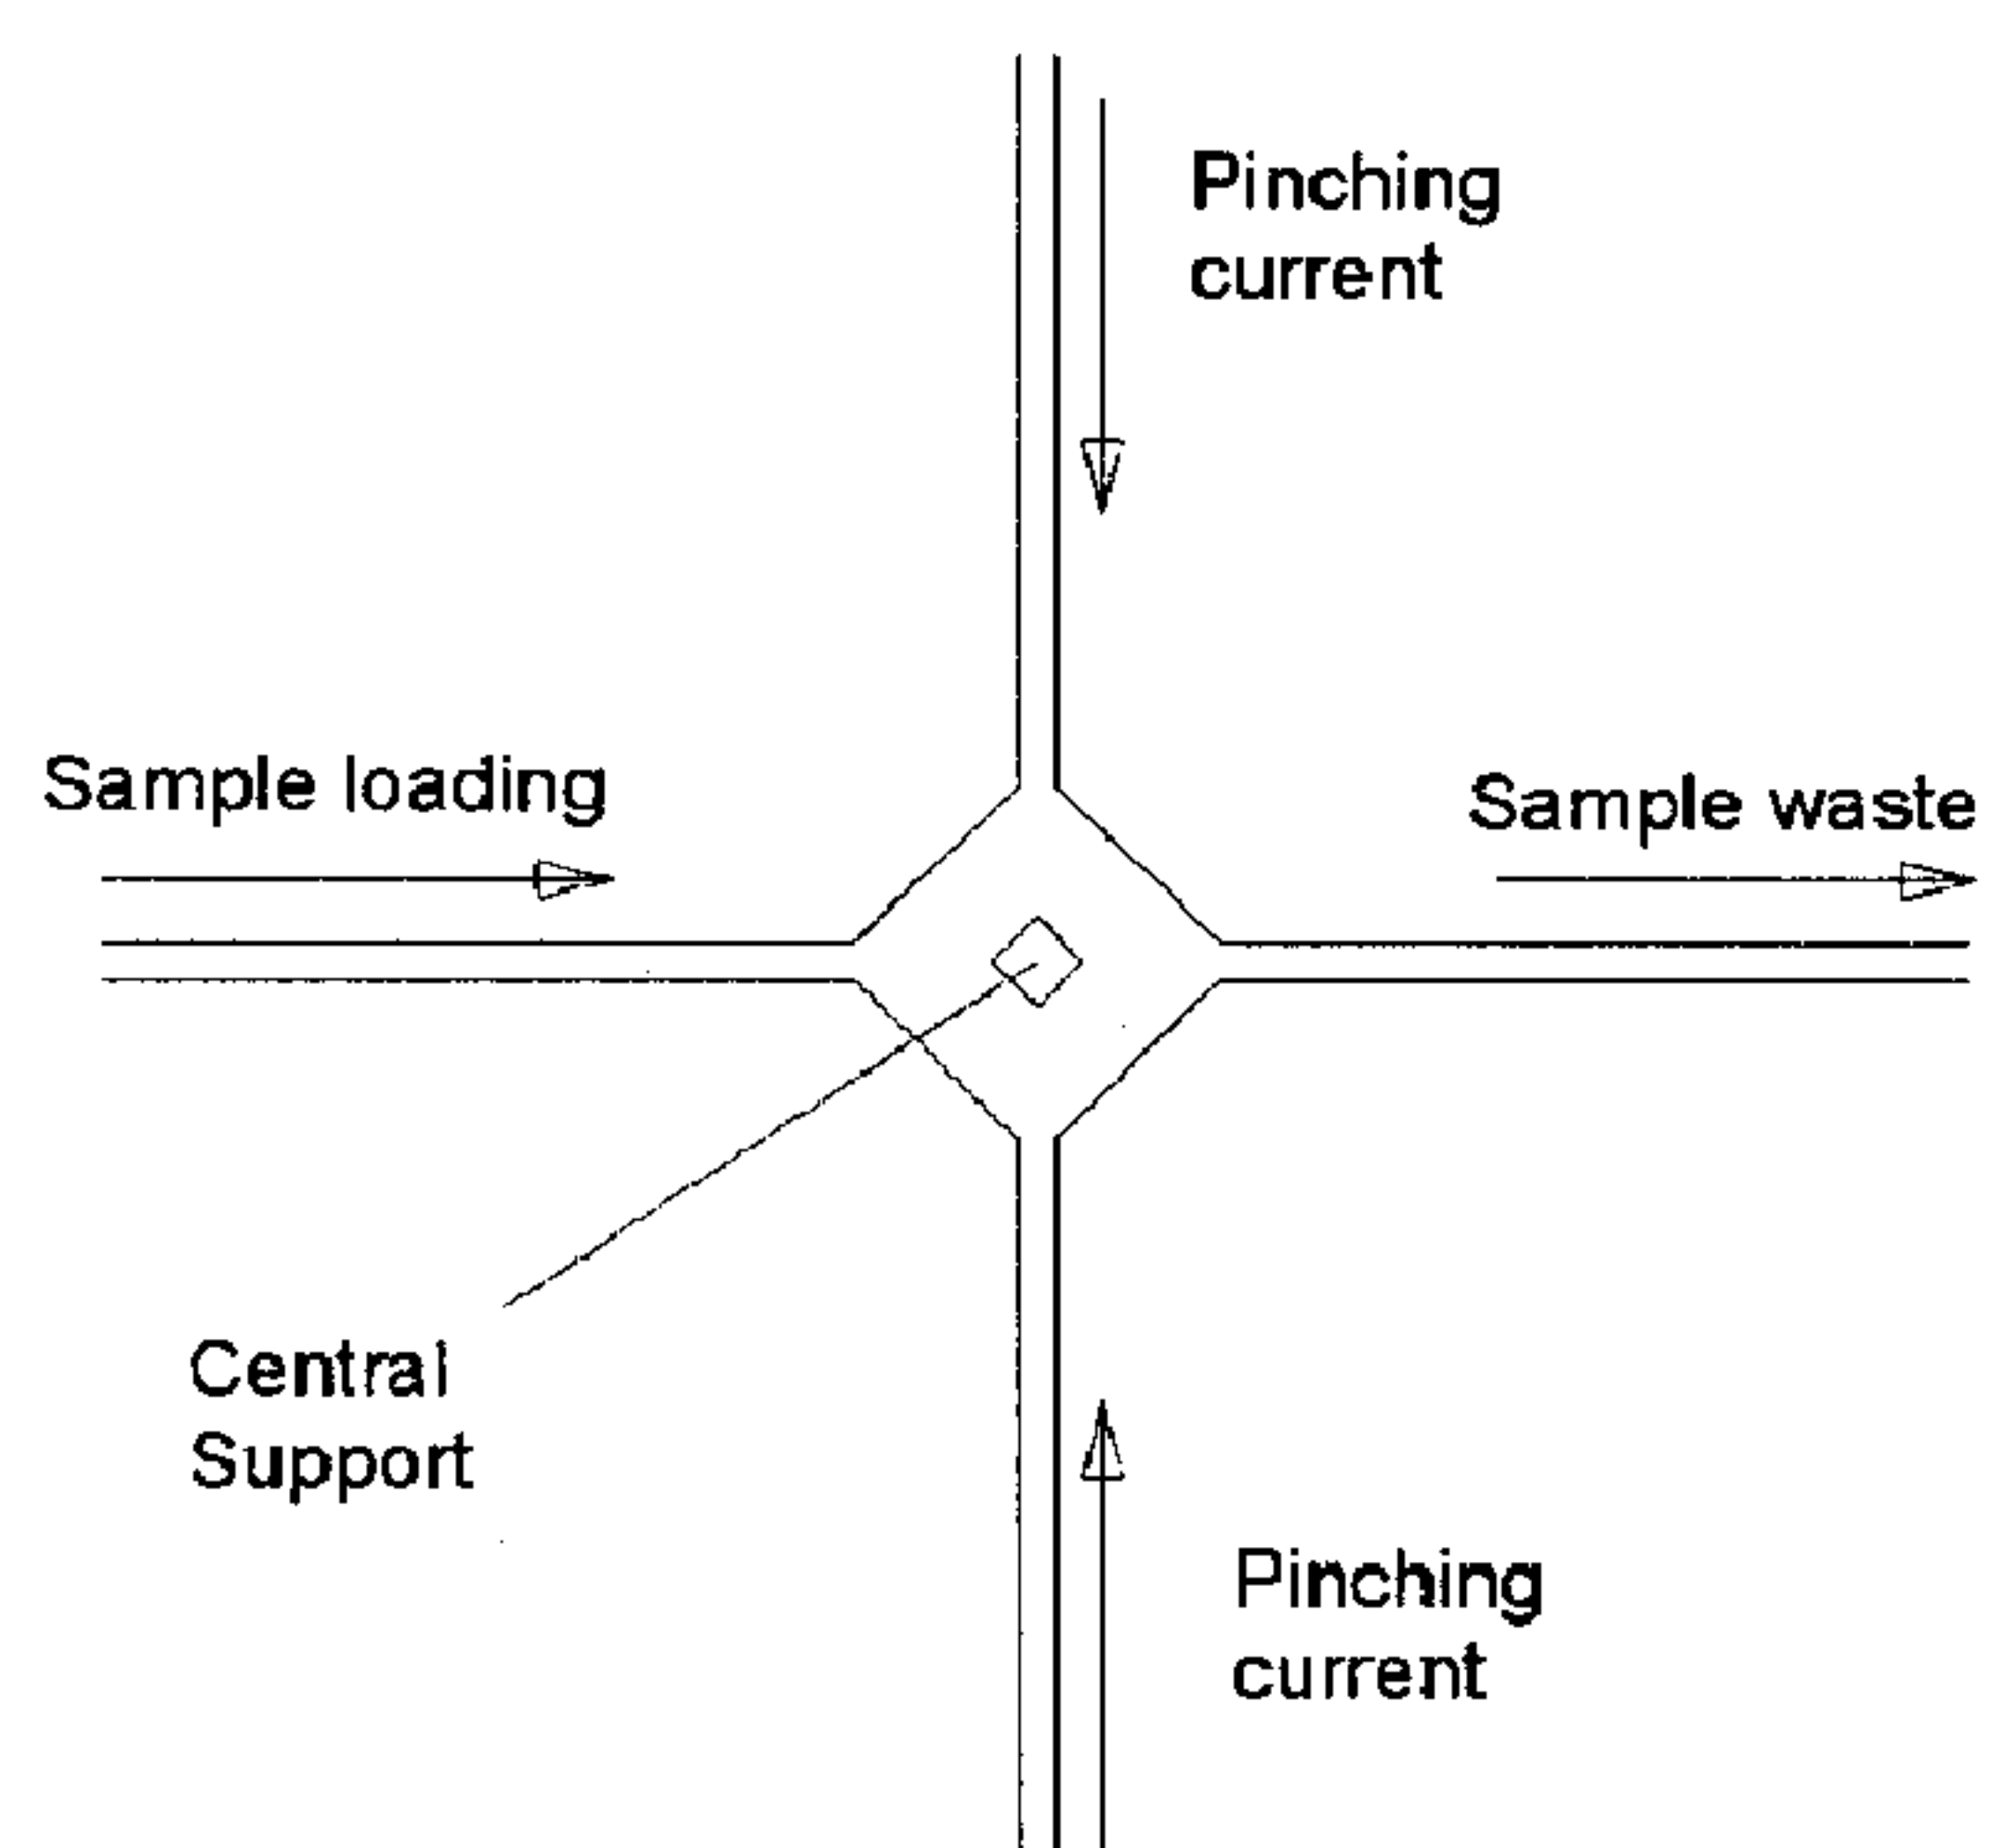 Pinching
current
Sample loading
Sample waste
Central
Support
Pinching
current